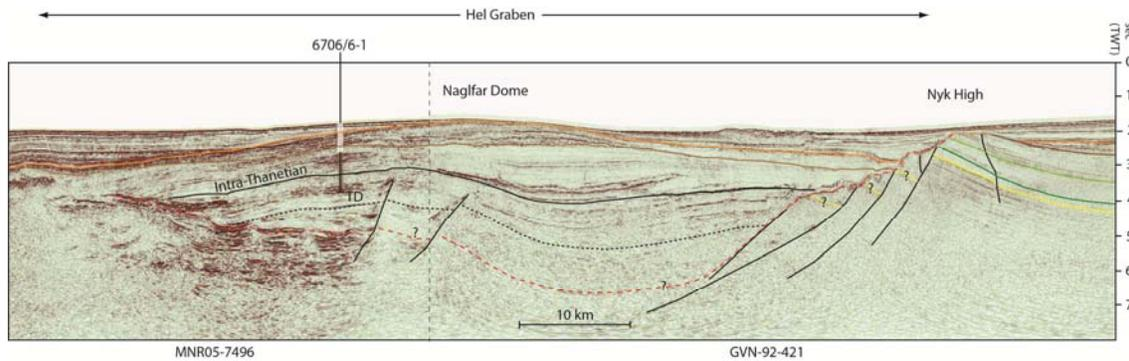 Hel Graben
6706/6-1
Naglfar Dome
Nyk High
sec
(TWT)
0
1
2
3
4
5
6
7
Intra-Thanetian
TD
?
?
?
?
?
?
10 km
MNR05-7496
GVN-92-421